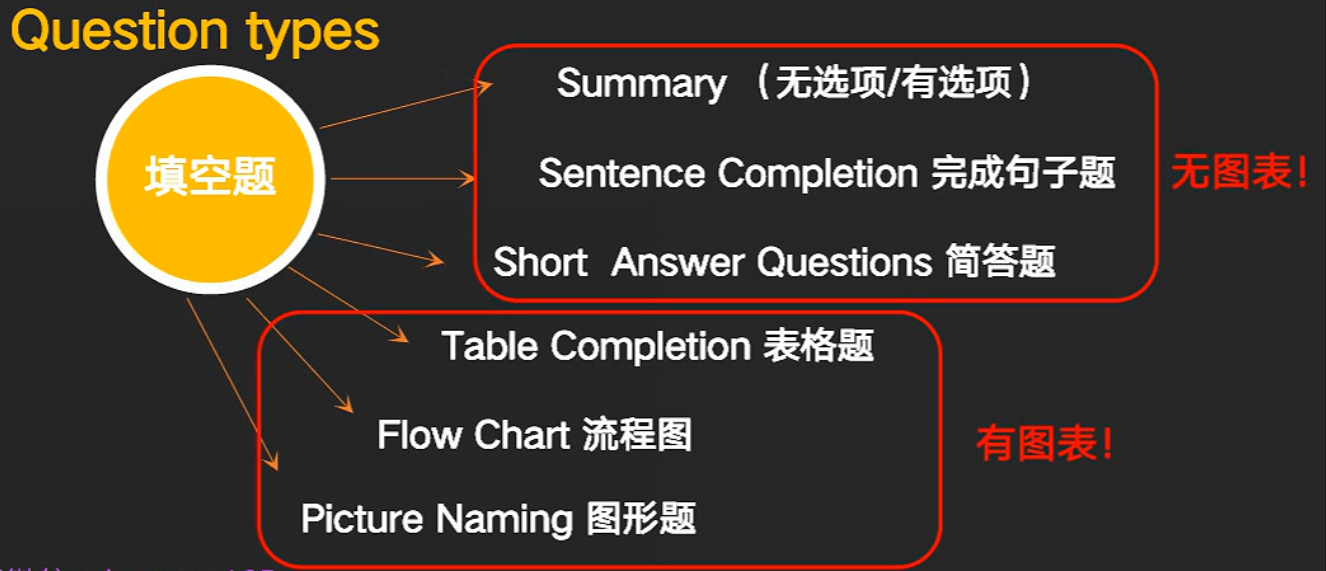 Question types
填空题
Summary （无选项/有选项）
Sentence Completion 完成句子题
Short Answer Questions 简答题
无图表！
Table Completion 表格题
Flow Chart 流程图
Picture Naming 图形题
有图表！